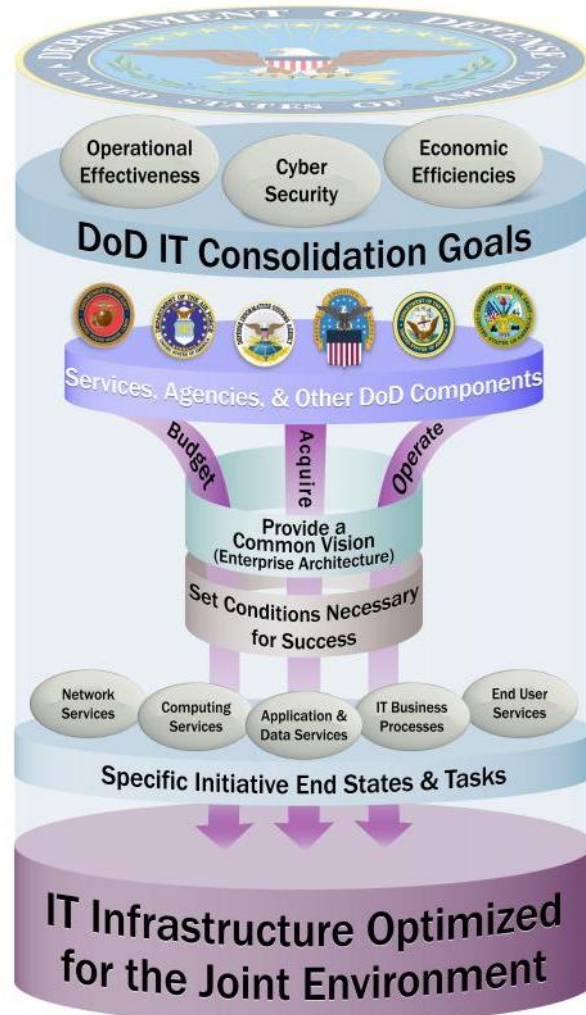 DEPARTMENT OF DEFENSE
UNITED STATES OF AMERICA
Operational
Effectiveness
Cyber
Security
Economic
Efficiencies
DoD IT Consolidation Goals
Services, Agencies, & Other DoD Components
Budget
Acquire
Operate
Provide a
Common Vision
(Enterprise Architecture)
Set Conditions Necessary
for Success
Network
Services
Computing
Services
Application &
Data Services
IT Business
Processes
End User
Services
Specific Initiative End States & Tasks
IT Infrastructure Optimized
for the Joint Environment